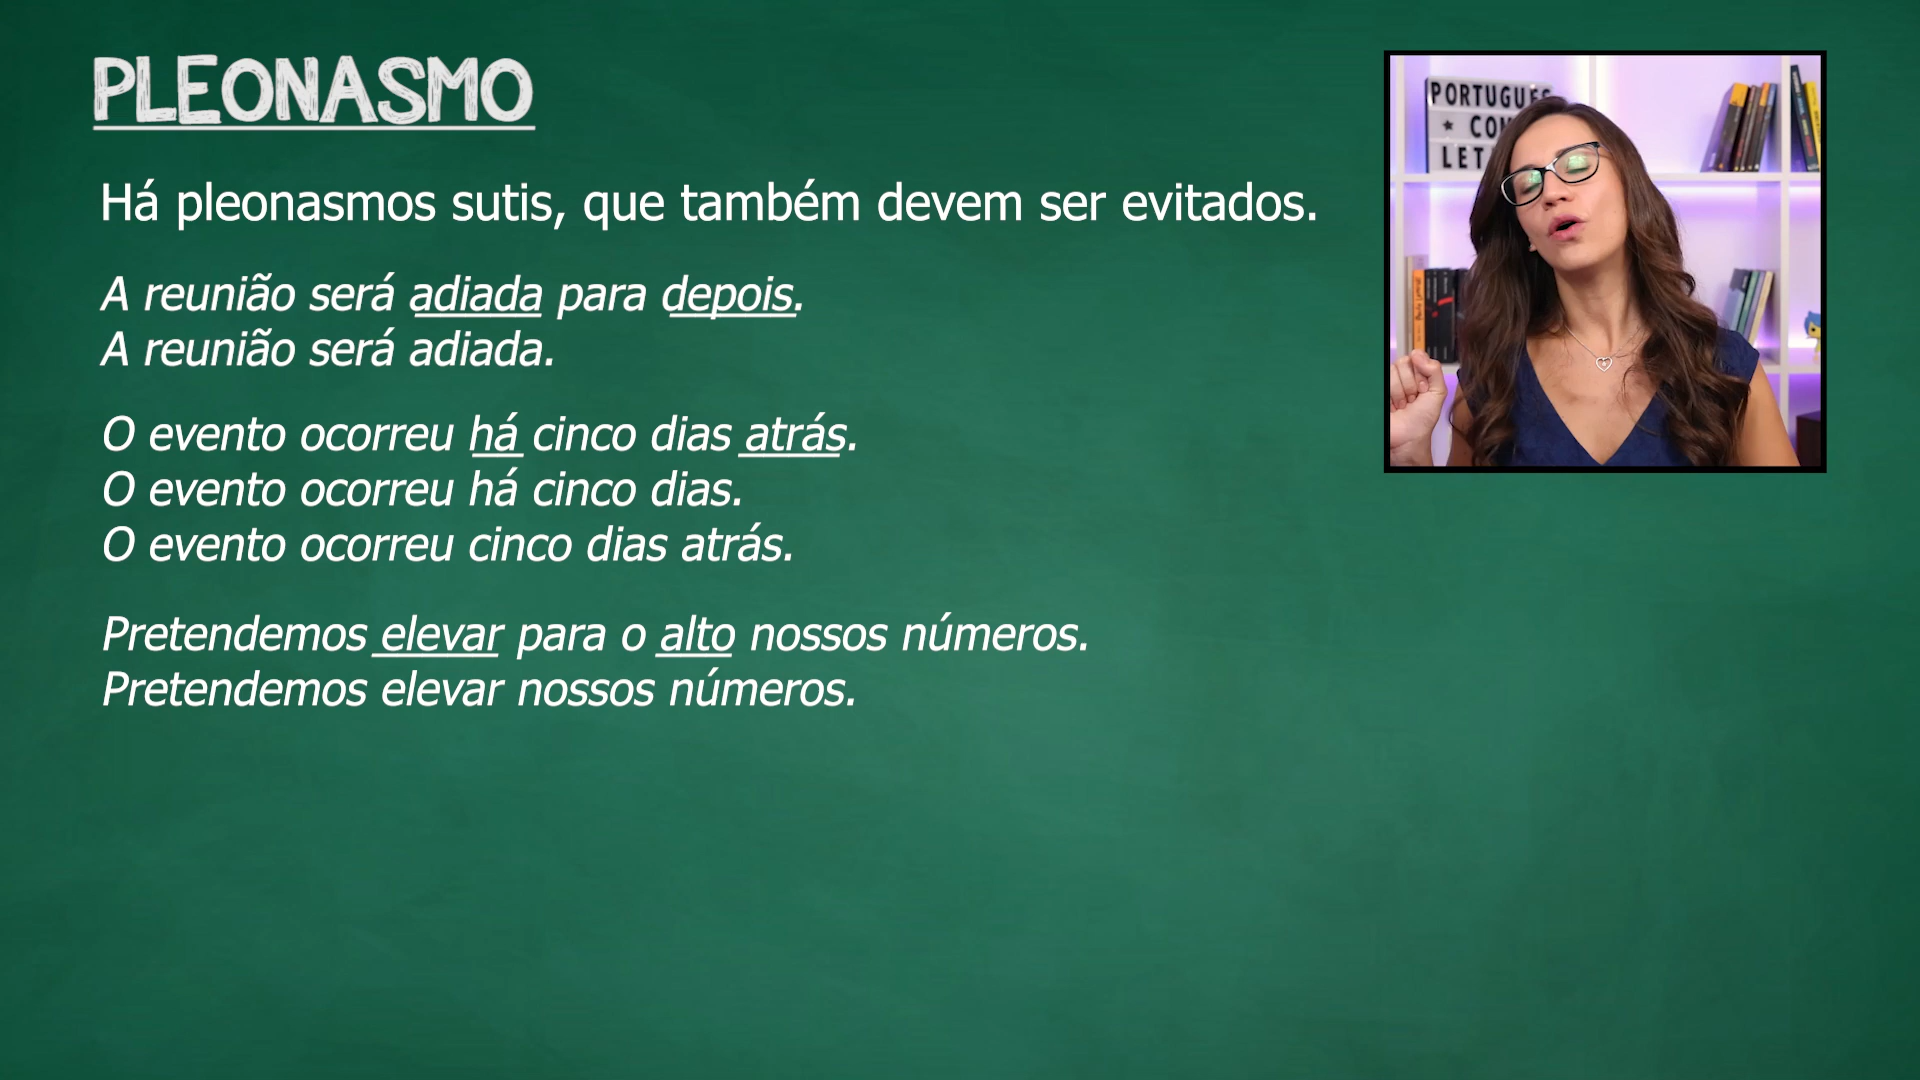 PLEONASMO
Há pleonasmos sutis, que também devem ser evitados.
A reunião será adiada para depois.
A reunião será adiada.
O evento ocorreu há cinco dias atrás.
O evento ocorreu há cinco dias.
O evento ocorreu cinco dias atrás.
Pretendemos elevar para o alto nossos números.
Pretendemos elevar nossos números.
PORTUGUÊS